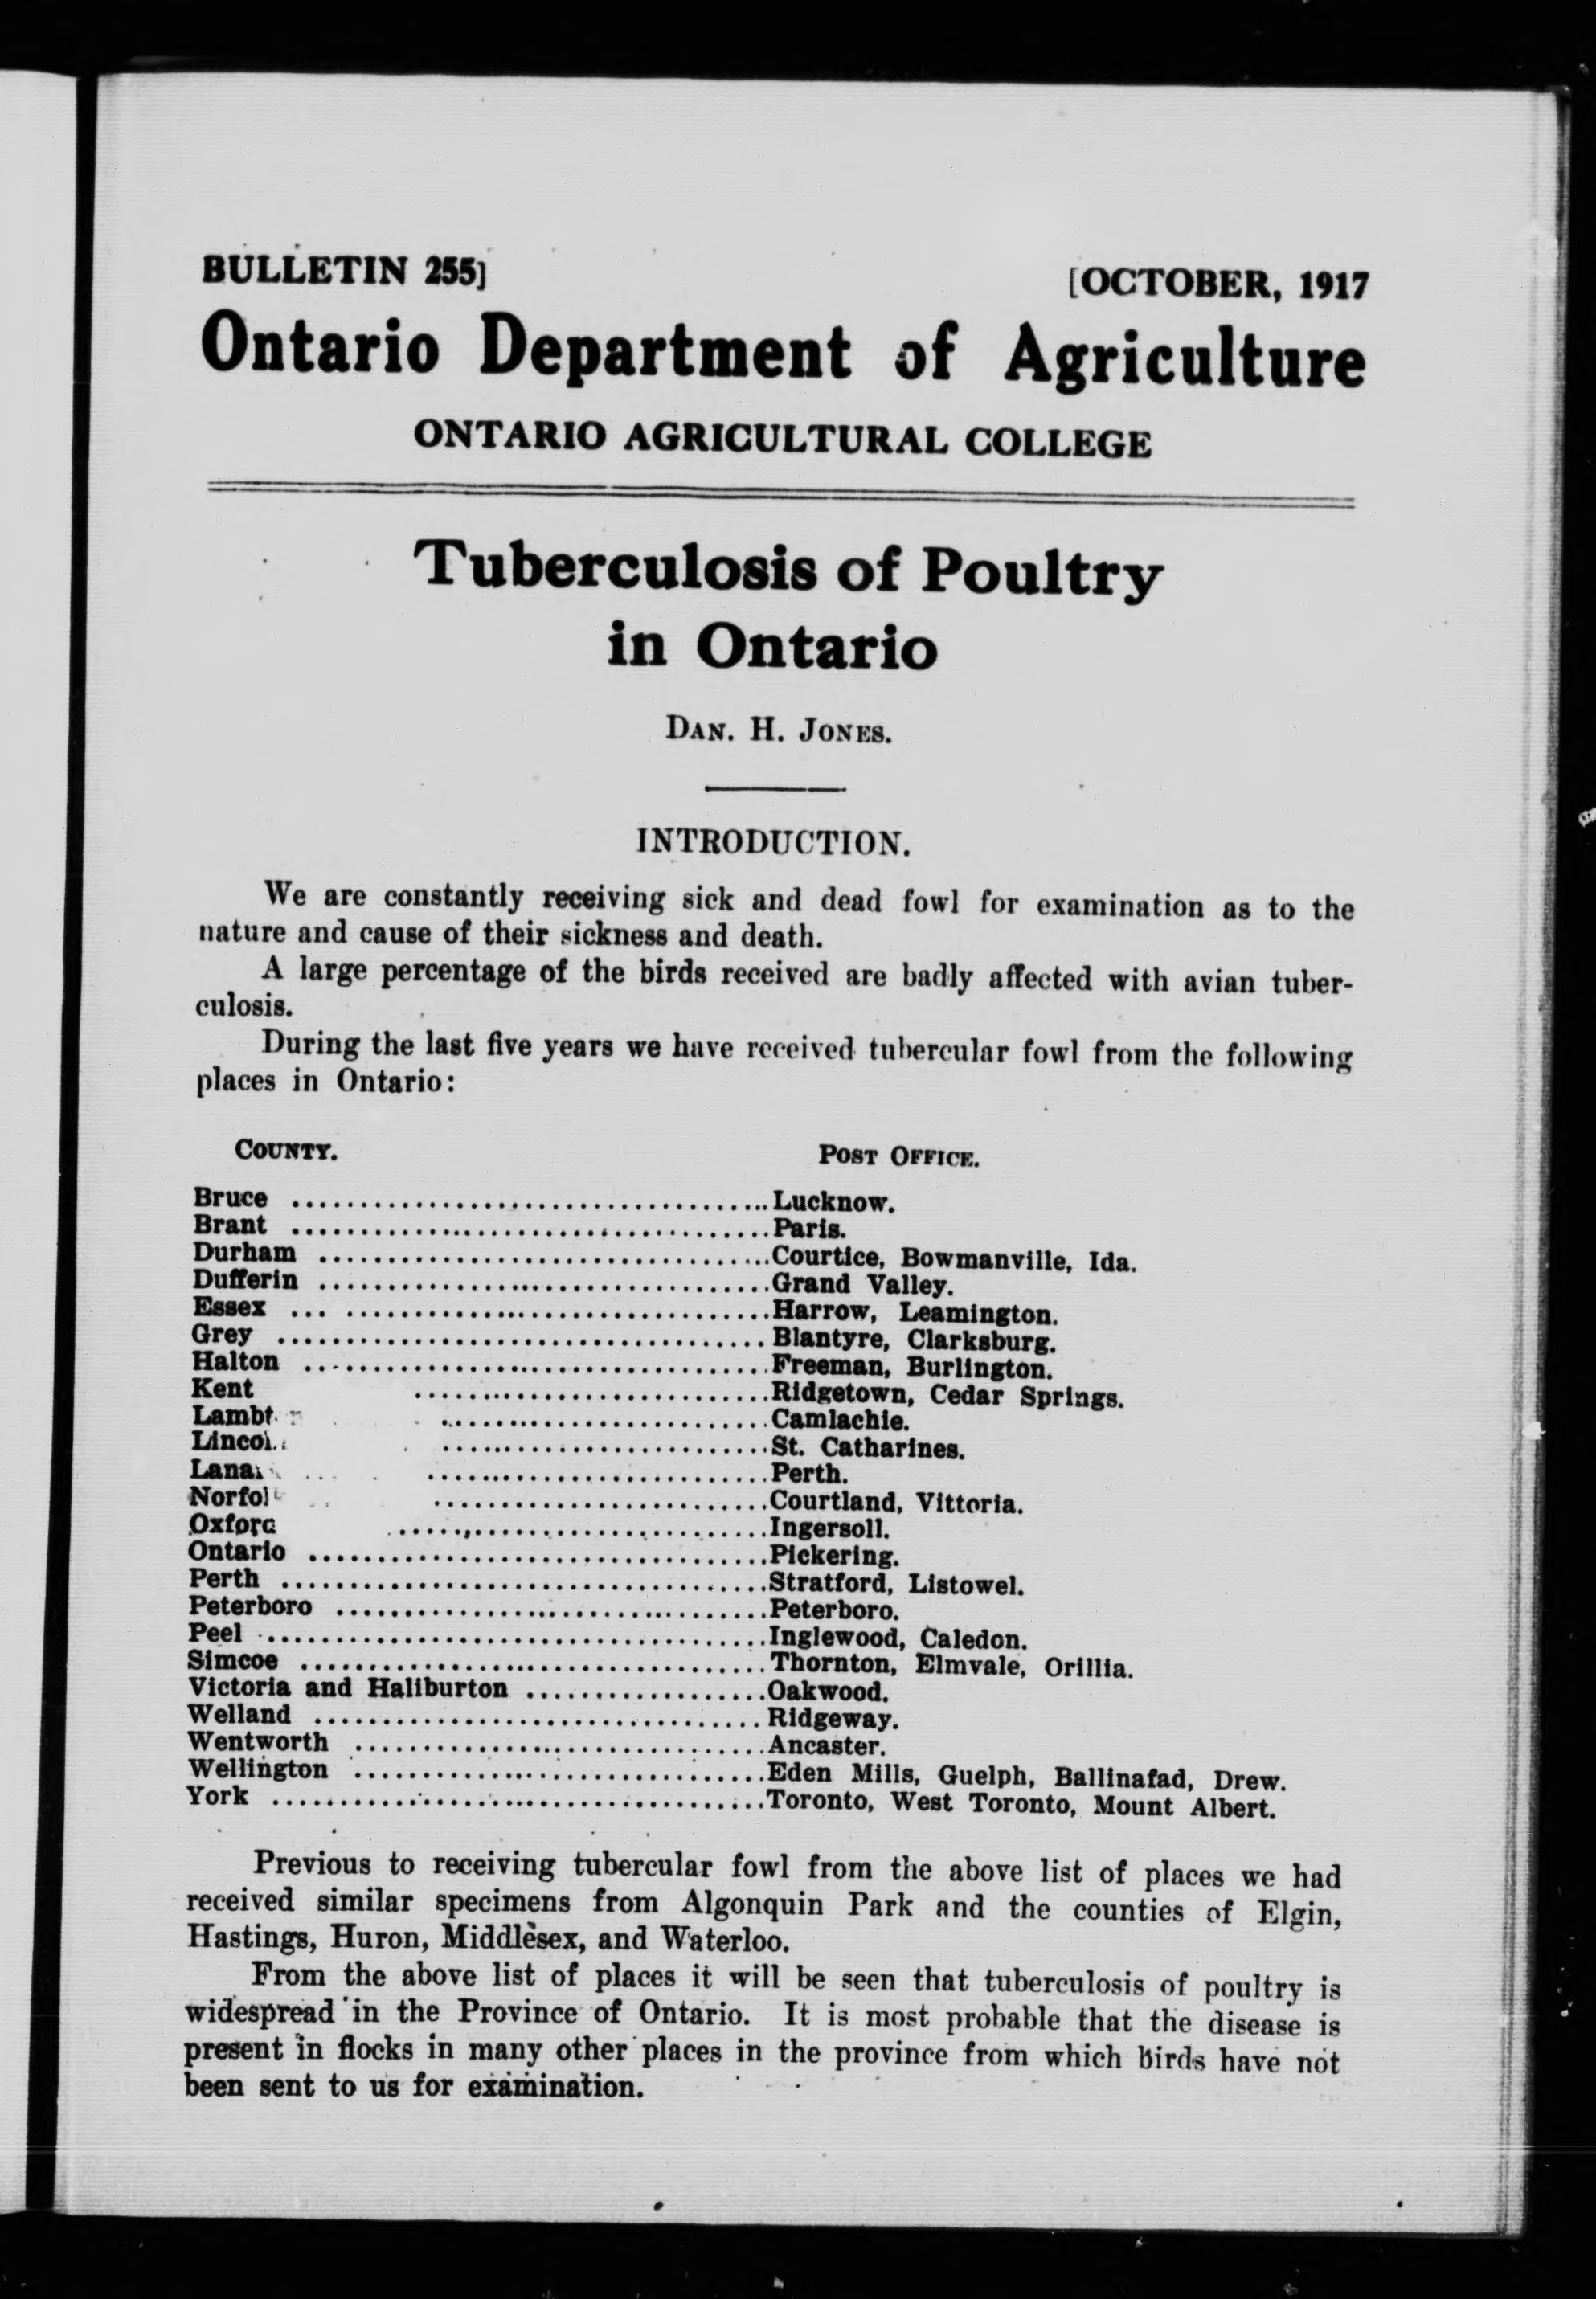 BULLETIN 255]
[OCTOBER, 1917
Ontario Department of Agriculture
ONTARIO AGRICULTURAL COLLEGE
Tuberculosis of Poultry
in Ontario
DAN. H. JONES.
INTRODUCTION.
We are constantly receiving sick and dead fowl for examination as to the
nature and cause of their sickness and death.
A large percentage of the birds received are badly affected with avian tuber-
culosis.
During the last five years we have received tubercular fowl from the following
places in Ontario:
COUNTY. POST OFFICE.
Bruce ................................... Lucknow.
Brant ................................... Paris.
Durham ................................. Courtice, Bowmanville, Ida.
Dufferin ................................. Grand Valley.
Essex ... ............................... Harrow, Leamington.
Grey .................................... Blantyre, Clarksburg.
Halton .................................. Freeman, Burlington.
Kent .......................... Ridgetown, Cedar Springs.
Lambt ........................ Camlachie.
Lincol ........................ St. Catharines.
Lana ......................... Perth.
Norfol ........................ Courtland, Vittoria.
Oxford ........................... Ingersoll.
Ontario .................................. Pickering.
Perth .................................... Stratford, Listowel.
Peterboro ................................ Peterboro.
Peel ..................................... Inglewood, Caledon.
Simcoe .................................. Thornton, Elmvale, Orillia.
Victoria and Haliburton .................. Oakwood.
Welland ................................. Ridgeway.
Wentworth .............................. Ancaster.
Wellington .............................. Eden Mills, Guelph, Ballinafad, Drew.
York .................................... Toronto, West Toronto, Mount Albert.
Previous to receiving tubercular fowl from the above list of places we had
received similar specimens from Algonquin Park and the counties of Elgin,
Hastings, Huron, Middlesex, and Waterloo.
From the above list of places it will be seen that tuberculosis of poultry is
widespread in the Province of Ontario. It is most probable that the disease is
present in flocks in many other places in the province from which birds have not
been sent to us for examination.